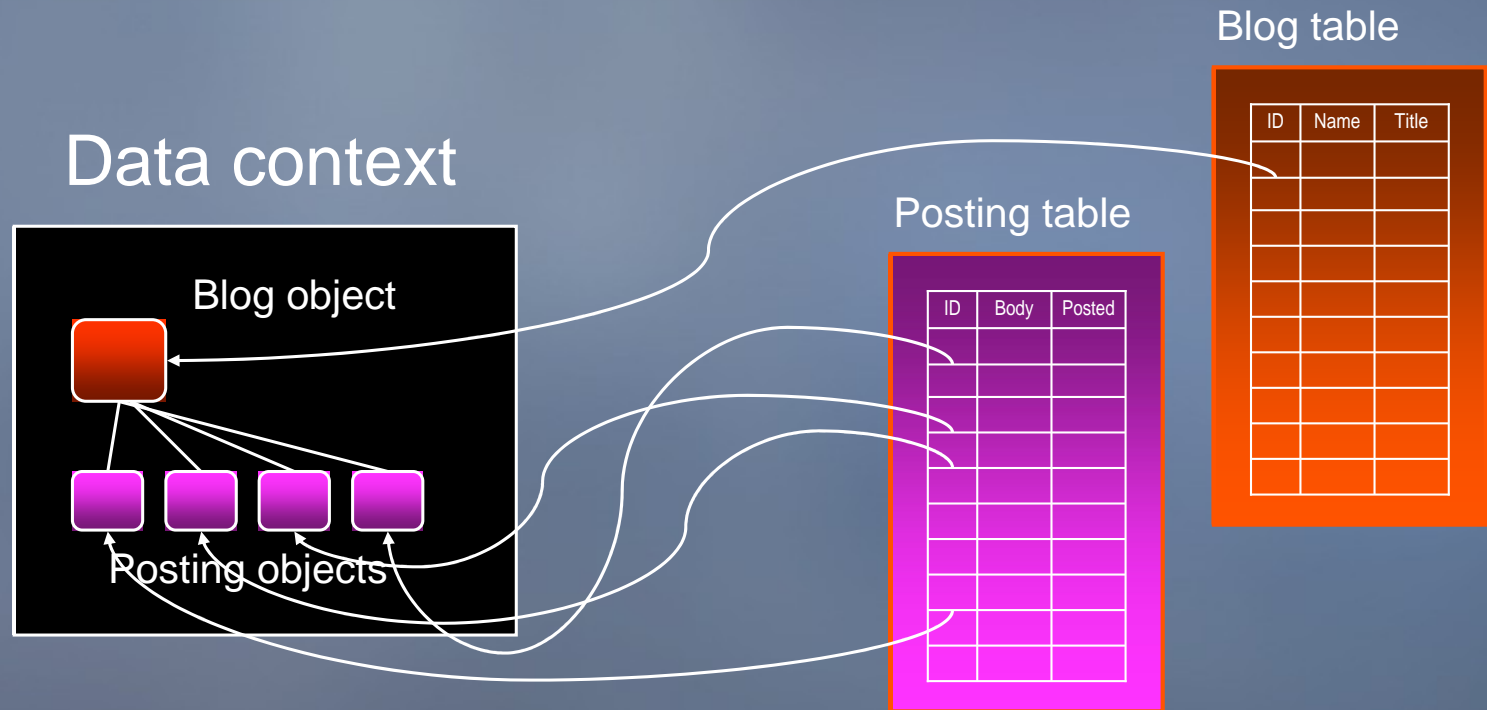 Data context
Blog object
Posting objects
Posting table
ID Body Posted
Blog table
ID Name Title